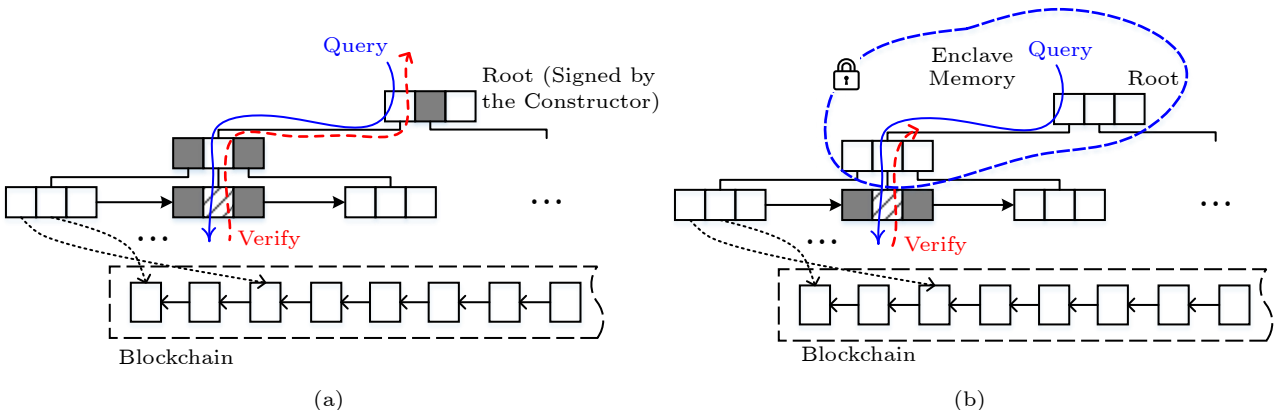 Query
Root (Signed by
the Constructor)
...
... Verify
Blockchain
(a)
Enclave
Memory
Query
Root
...
... Verify
Blockchain
(b)